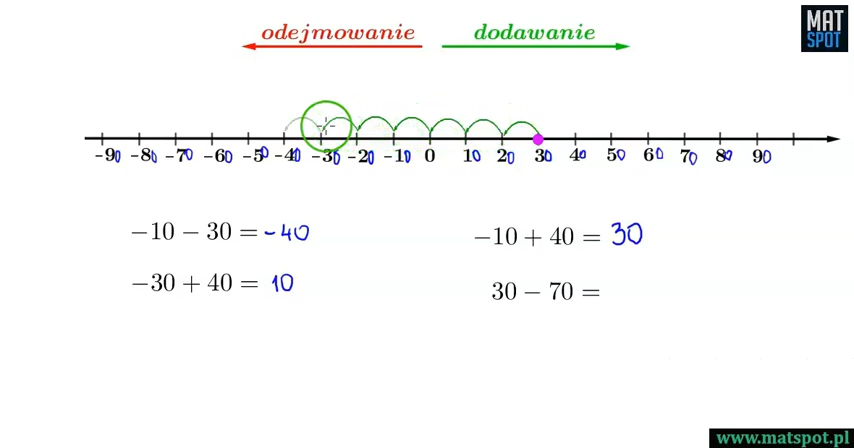 MAT
SPOT
odejmowanie dodawanie
-90 -80 -70 -60 -50 -40 -30 -20 -10 0 10 20 30 40 50 60 70 80 90
−10 − 30 = -40
−10 + 40 = 30
−30 + 40 = 10
30 − 70 =
www.matspot.pl